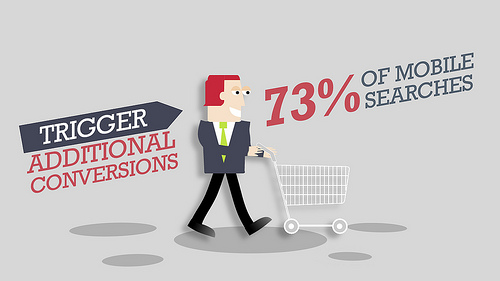 TRIGGER
ADDITIONAL
CONVERSIONS
73% OF MOBILE
SEARCHES